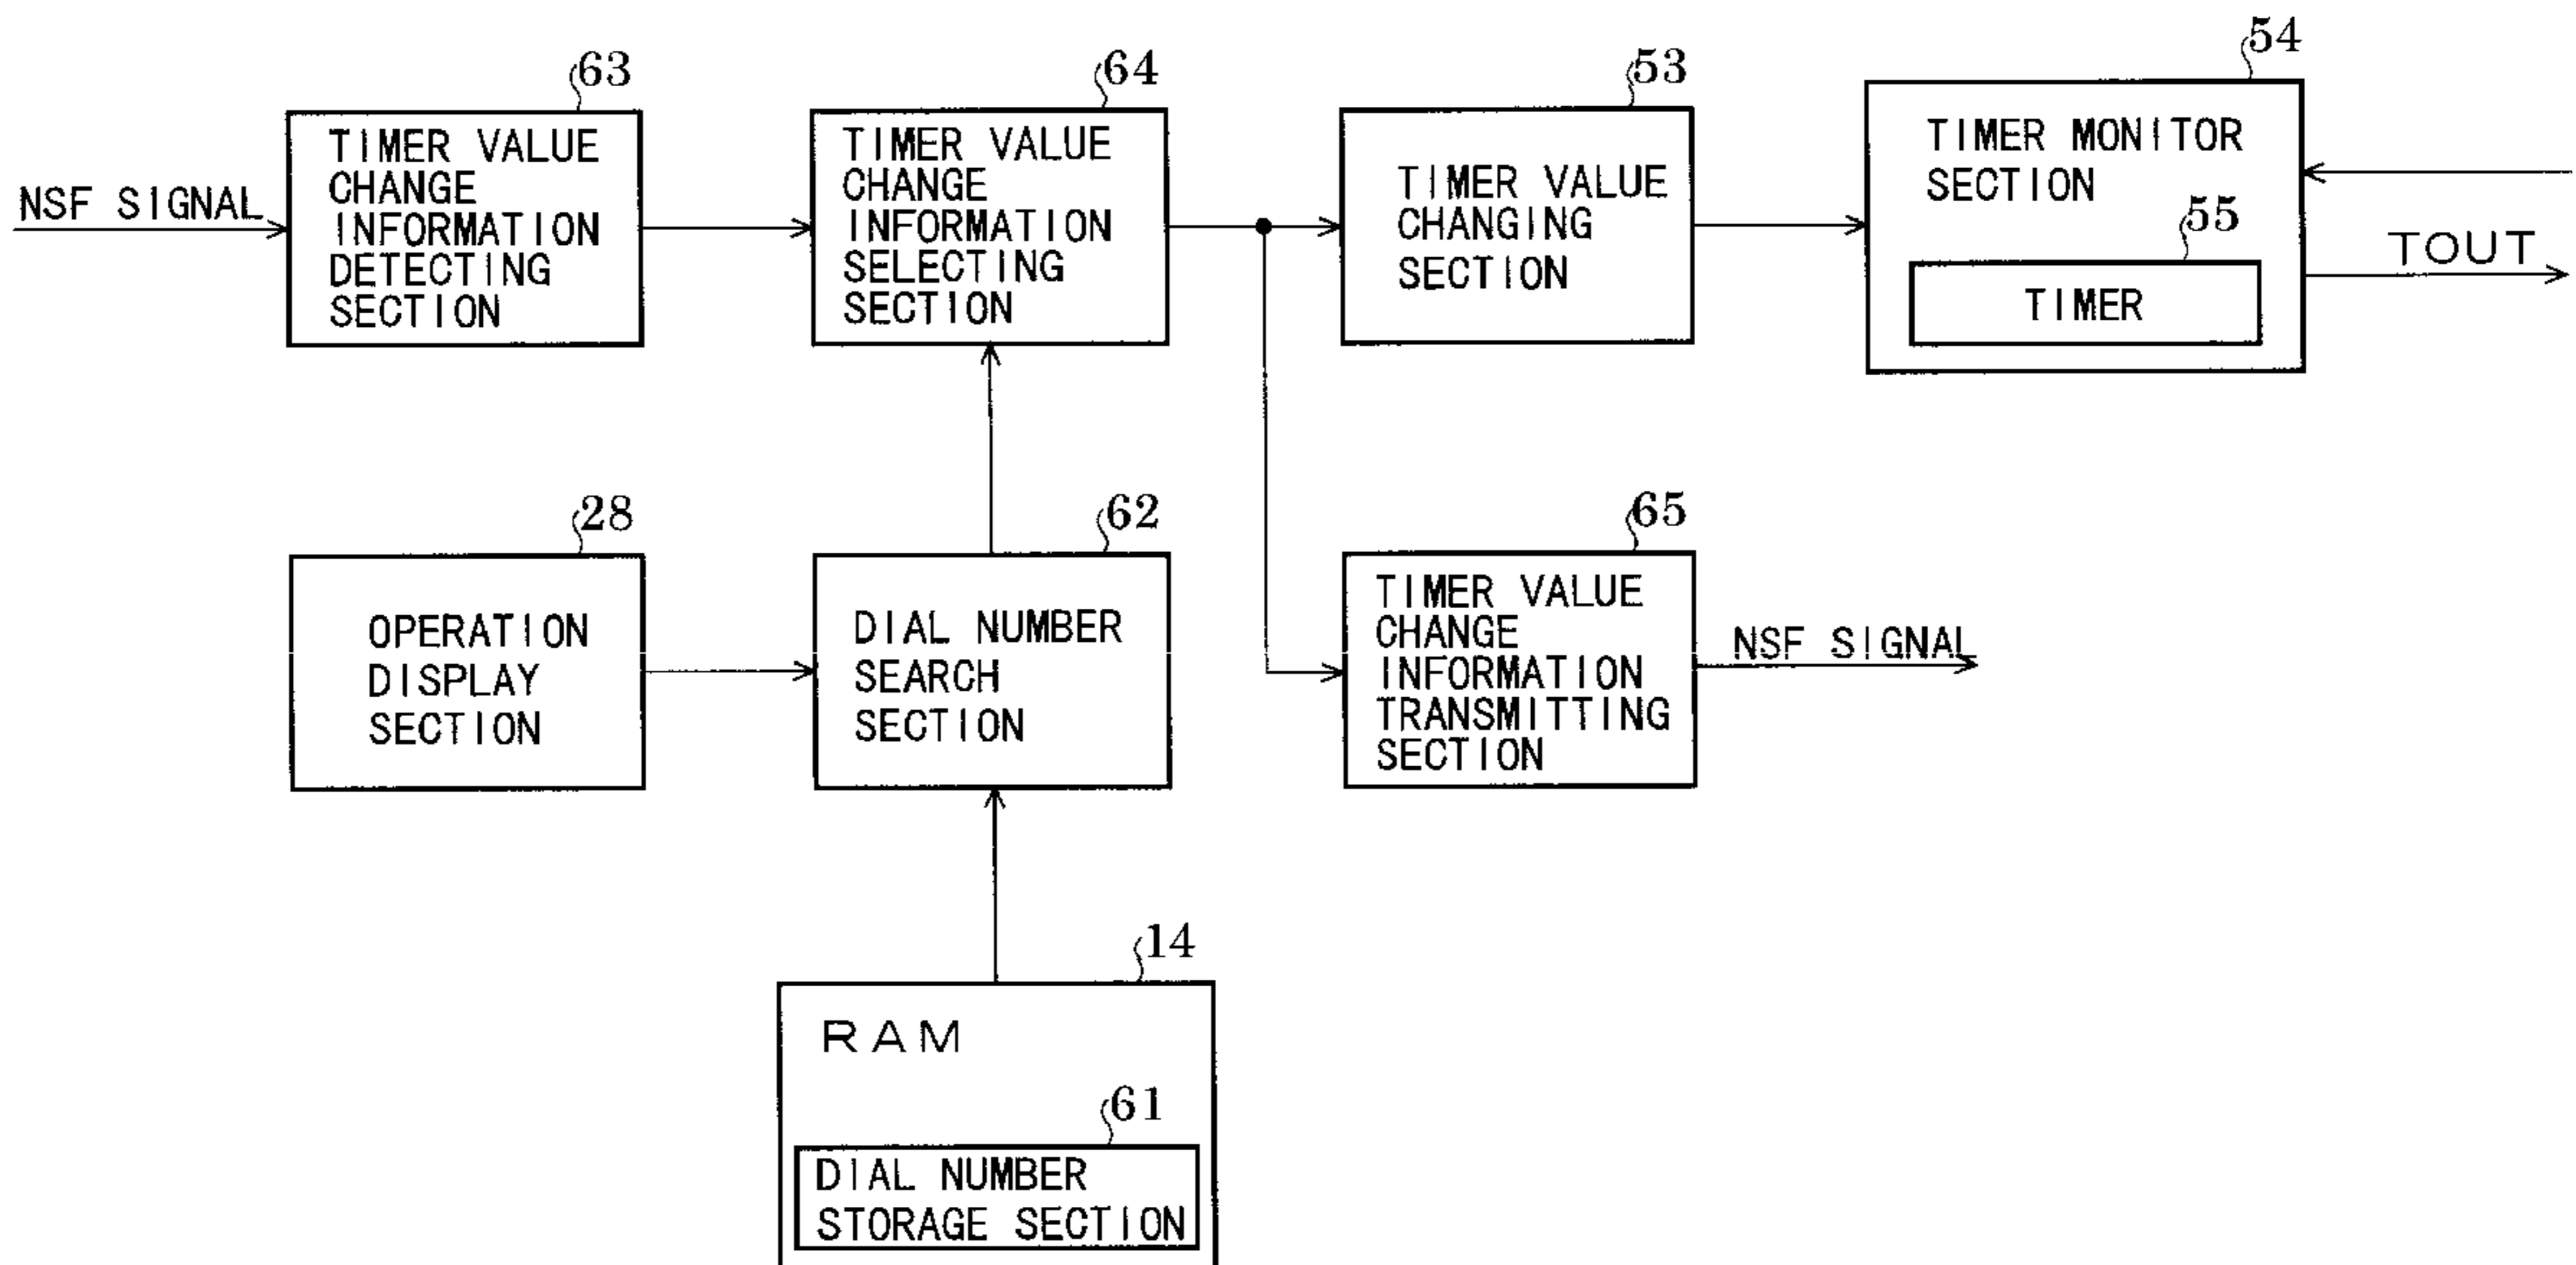 63
TIMER VALUE
CHANGE
INFORMATION
DETECTING
SECTION
NSF SIGNAL
64
TIMER VALUE
CHANGE
INFORMATION
SELECTING
SECTION
53
TIMER VALUE
CHANGING
SECTION
54
TIMER MONITOR
SECTION
55
TIMER
TOUT
28
OPERATION
DISPLAY
SECTION
62
DIAL NUMBER
SEARCH
SECTION
65
TIMER VALUE
CHANGE
INFORMATION
TRANSMITTING
SECTION
NSF SIGNAL
14
RAM
61
DIAL NUMBER
STORAGE SECTION